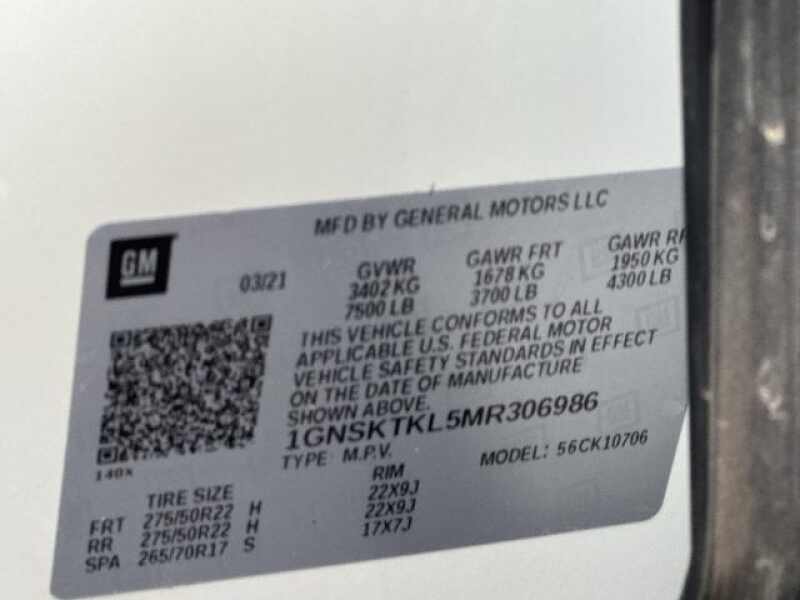 MFD BY GENERAL MOTORS LLC
GM
03/21
GVWR GAWR FRT GAWR
3402 KG 1678 KG 1950 KG
7500 LB 3700 LB 4300 LB
THIS VEHICLE CONFORMS TO ALL
APPLICABLE U.S. FEDERAL MOTOR
VEHICLE SAFETY STANDARDS IN EFFECT
ON THE DATE OF MANUFACTURE
SHOWN ABOVE.
1GNSKTKL5MR306986
TYPE: M.P.V. MODEL: 56CK10706
140X
TIRE SIZE RIM
FRT 275/50R22 H 22X9J
RR 275/50R22 H 22X9J
SPA 265/70R17 S 17X7J